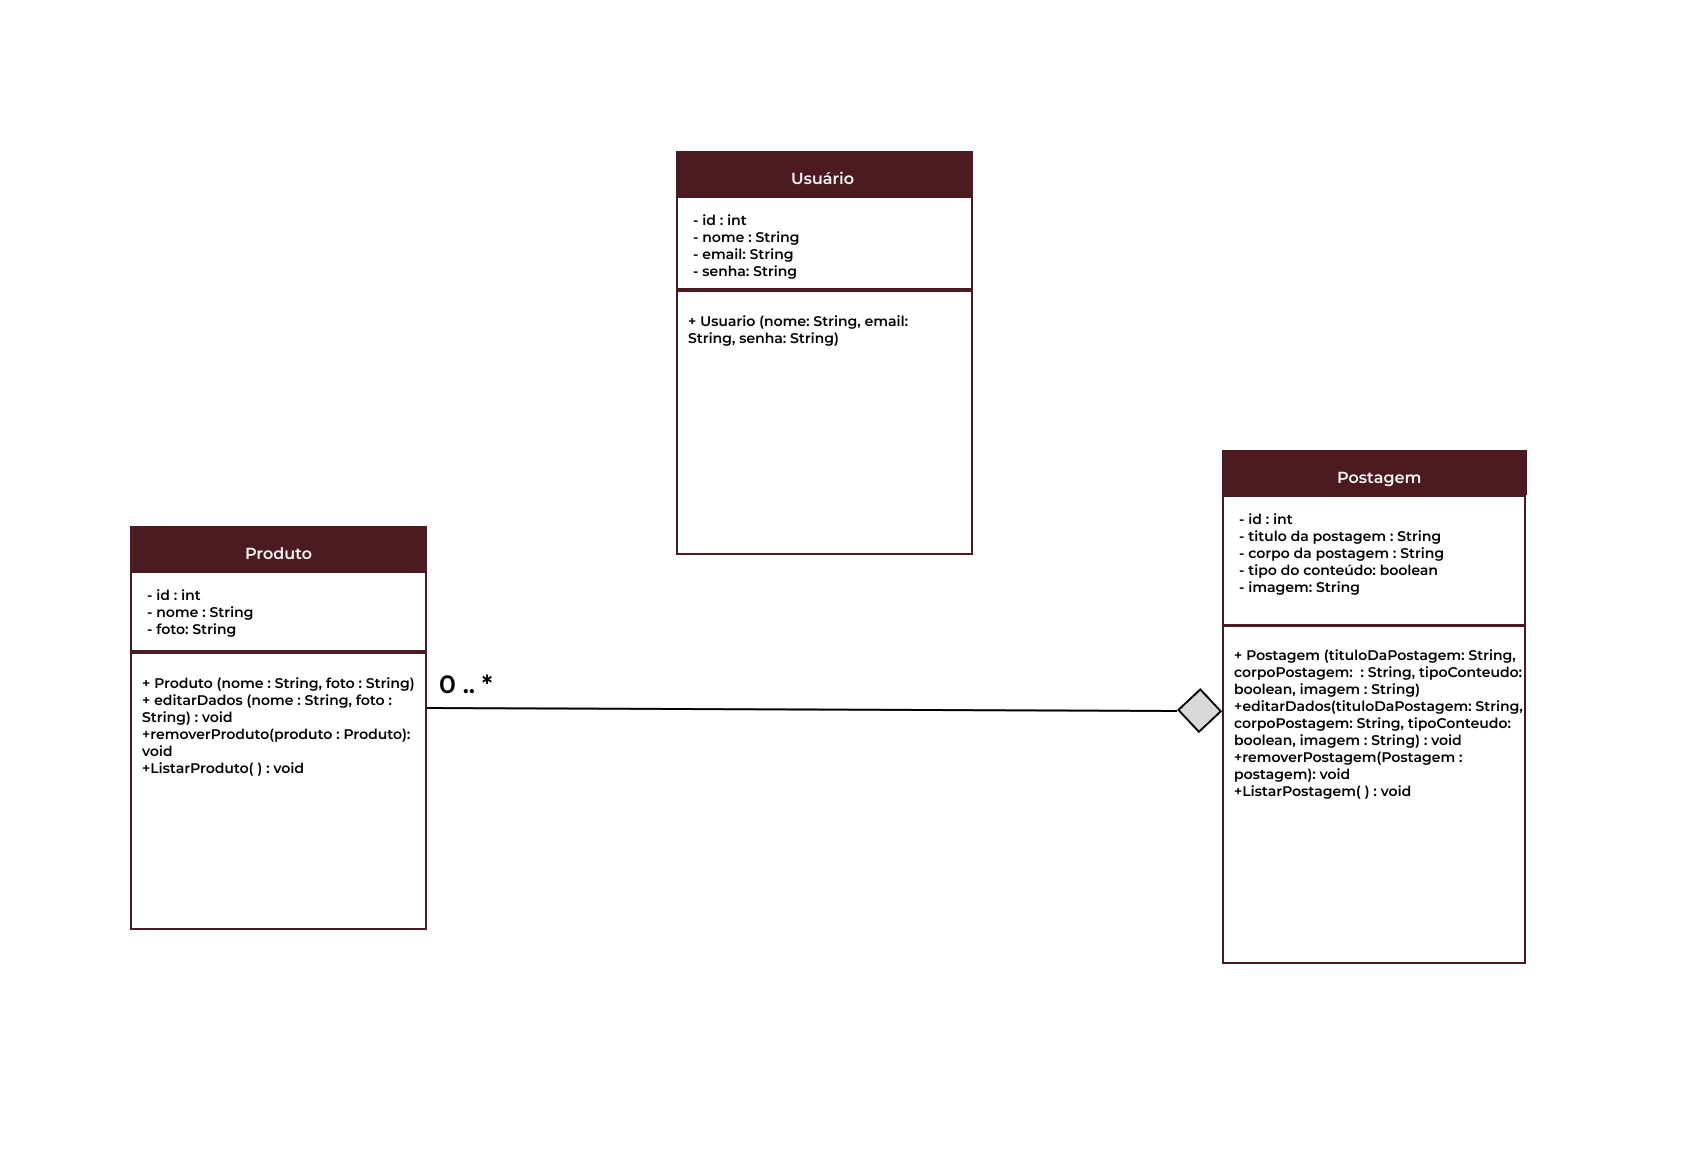 Usuário
- id : int
- nome : String
- email: String
- senha: String
+ Usuario (nome: String, email:
String, senha: String)
Produto
- id : int
- nome : String
- foto: String
+ Produto (nome : String, foto : String)
+ editarDados (nome : String, foto :
String) : void
+removerProduto(produto : Produto):
void
+ListarProduto( ) : void
0 .. *
Postagem
- id : int
- titulo da postagem : String
- corpo da postagem : String
- tipo do conteúdo: boolean
- imagem: String
+ Postagem (tituloDaPostagem: String,
corpoPostagem:  : String, tipoConteudo:
boolean, imagem : String)
+editarDados(tituloDaPostagem: String,
corpoPostagem: String, tipoConteudo:
boolean, imagem : String) : void
+removerPostagem(Postagem :
postagem): void
+ListarPostagem( ) : void